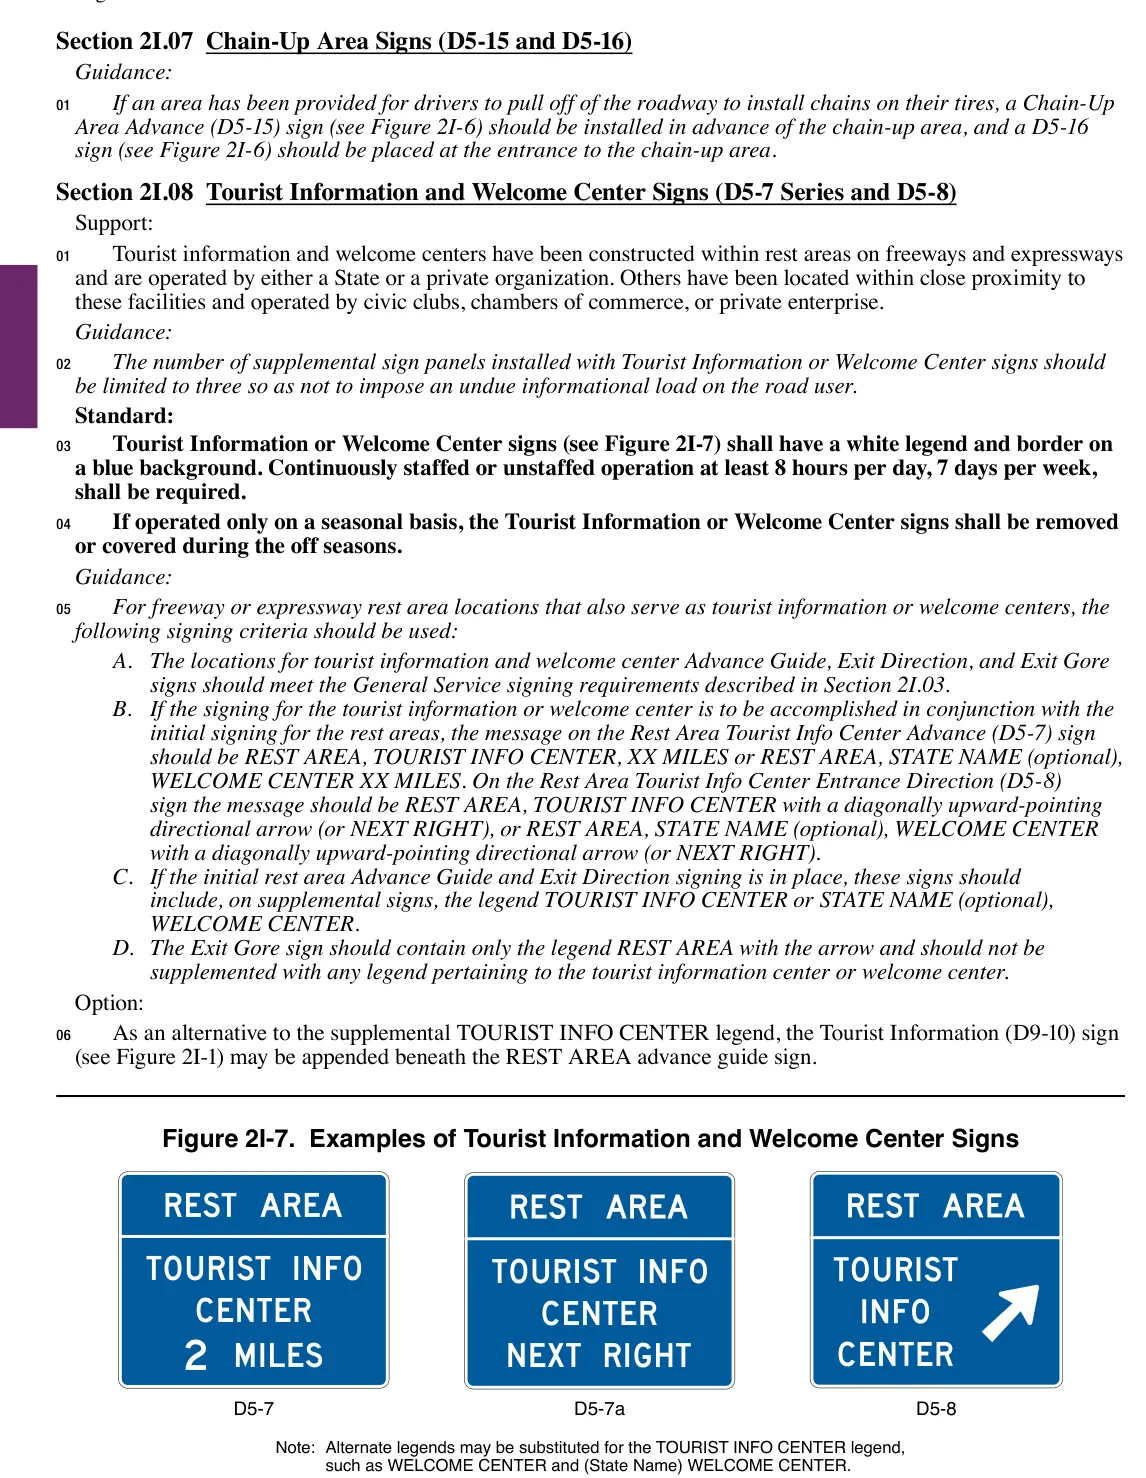 Section 2I.07 Chain-Up Area Signs (D5-15 and D5-16)
Guidance:
01 If an area has been provided for drivers to pull off of the roadway to install chains on their tires, a Chain-Up
Area Advance (D5-15) sign (see Figure 2I-6) should be installed in advance of the chain-up area, and a D5-16
sign (see Figure 2I-6) should be placed at the entrance to the chain-up area.
Section 2I.08 Tourist Information and Welcome Center Signs (D5-7 Series and D5-8)
Support:
01 Tourist information and welcome centers have been constructed within rest areas on freeways and expressways
and are operated by either a State or a private organization. Others have been located within close proximity to
these facilities and operated by civic clubs, chambers of commerce, or private enterprise.
Guidance:
02 The number of supplemental sign panels installed with Tourist Information or Welcome Center signs should
be limited to three so as not to impose an undue informational load on the road user.
Standard:
03 Tourist Information or Welcome Center signs (see Figure 2I-7) shall have a white legend and border on
a blue background. Continuously staffed or unstaffed operation at least 8 hours per day, 7 days per week,
shall be required.
04 If operated only on a seasonal basis, the Tourist Information or Welcome Center signs shall be removed
or covered during the off seasons.
Guidance:
05 For freeway or expressway rest area locations that also serve as tourist information or welcome centers, the
following signing criteria should be used:
A. The locations for tourist information and welcome center Advance Guide, Exit Direction, and Exit Gore
signs should meet the General Service signing requirements described in Section 2I.03.
B. If the signing for the tourist information or welcome center is to be accomplished in conjunction with the
initial signing for the rest areas, the message on the Rest Area Tourist Info Center Advance (D5-7) sign
should be REST AREA, TOURIST INFO CENTER, XX MILES or REST AREA, STATE NAME (optional),
WELCOME CENTER XX MILES. On the Rest Area Tourist Info Center Entrance Direction (D5-8)
sign the message should be REST AREA, TOURIST INFO CENTER with a diagonally upward-pointing
directional arrow (or NEXT RIGHT), or REST AREA, STATE NAME (optional), WELCOME CENTER
with a diagonally upward-pointing directional arrow (or NEXT RIGHT).
C. If the initial rest area Advance Guide and Exit Direction signing is in place, these signs should
include, on supplemental signs, the legend TOURIST INFO CENTER or STATE NAME (optional),
WELCOME CENTER.
D. The Exit Gore sign should contain only the legend REST AREA with the arrow and should not be
supplemented with any legend pertaining to the tourist information center or welcome center.
Option:
06 As an alternative to the supplemental TOURIST INFO CENTER legend, the Tourist Information (D9-10) sign
(see Figure 2I-1) may be appended beneath the REST AREA advance guide sign.
Figure 2I-7. Examples of Tourist Information and Welcome Center Signs
REST AREA
TOURIST INFO
CENTER
2 MILES
D5-7
REST AREA
TOURIST INFO
CENTER
NEXT RIGHT
D5-7a
REST AREA
TOURIST
INFO
CENTER
D5-8
Note: Alternate legends may be substituted for the TOURIST INFO CENTER legend,
such as WELCOME CENTER and (State Name) WELCOME CENTER.